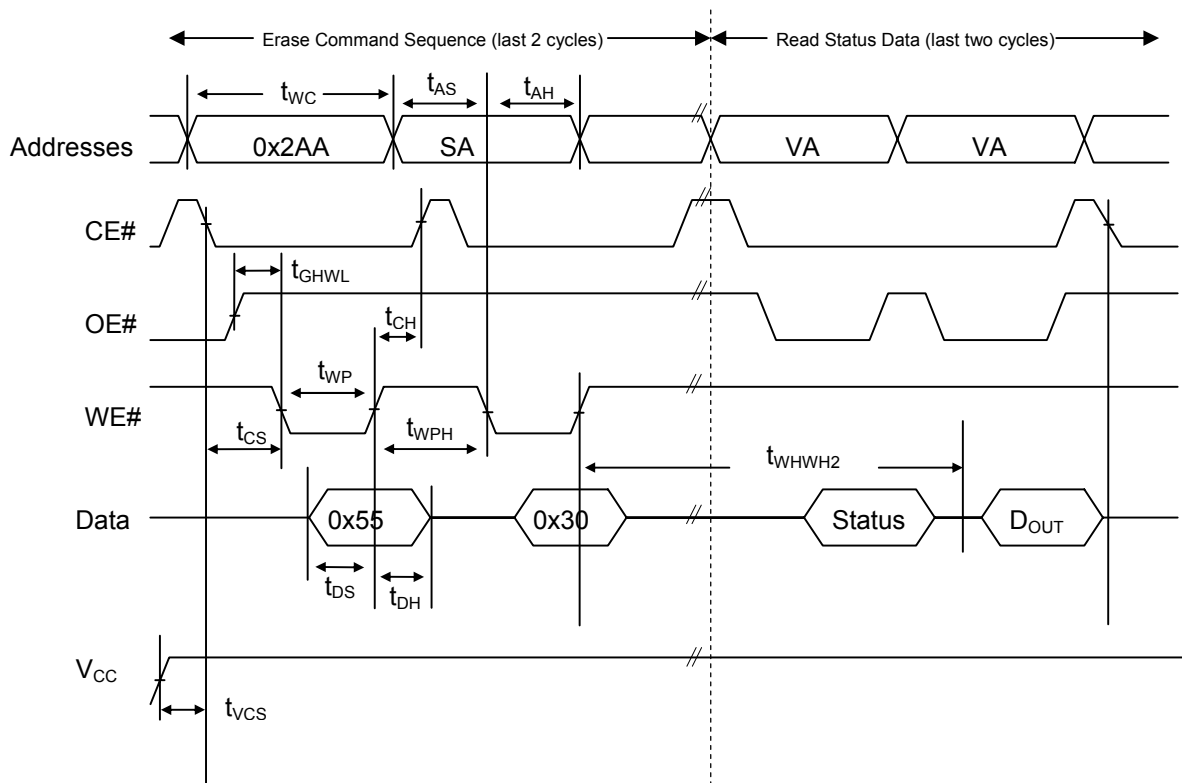 Erase Command Sequence (last 2 cycles) Read Status Data (last two cycles)
tWC tAS tAH
Addresses 0x2AA SA VA VA
CE#
tGHWL
OE#
tCH
tWP
WE#
tCS tWPH
tWHWH2
Data 0x55 0x30 Status DOUT
tDS tDH
VCC
tVCS